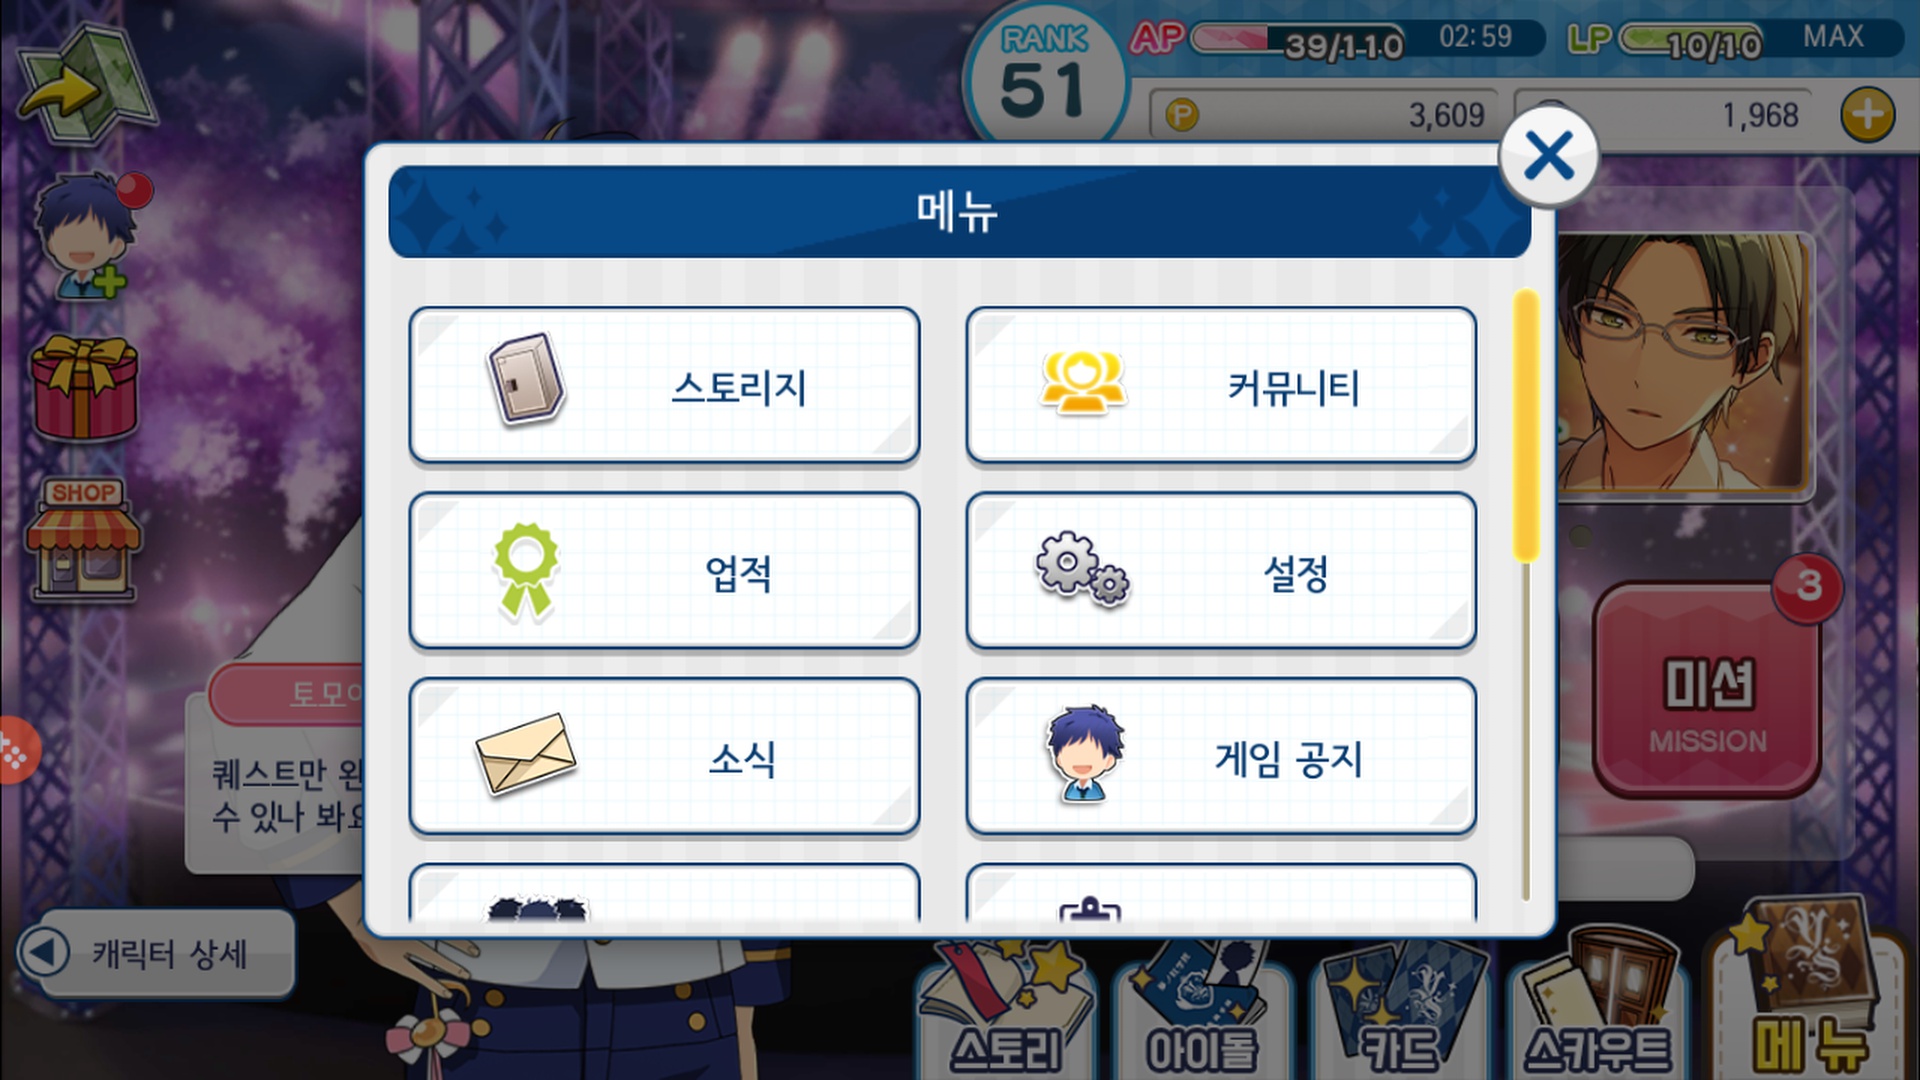 RANK
51
AP
39/110
02:59
LP
10/10
MAX
P
3,609
1,968
메뉴
스토리지
커뮤니티
업적
설정
소식
게임 공지
SHOP
3
미션
MISSION
토모
퀘스트만
수 있나 봐요
캐릭터 상세
스토리
아이돌
카드
스카우트
메뉴